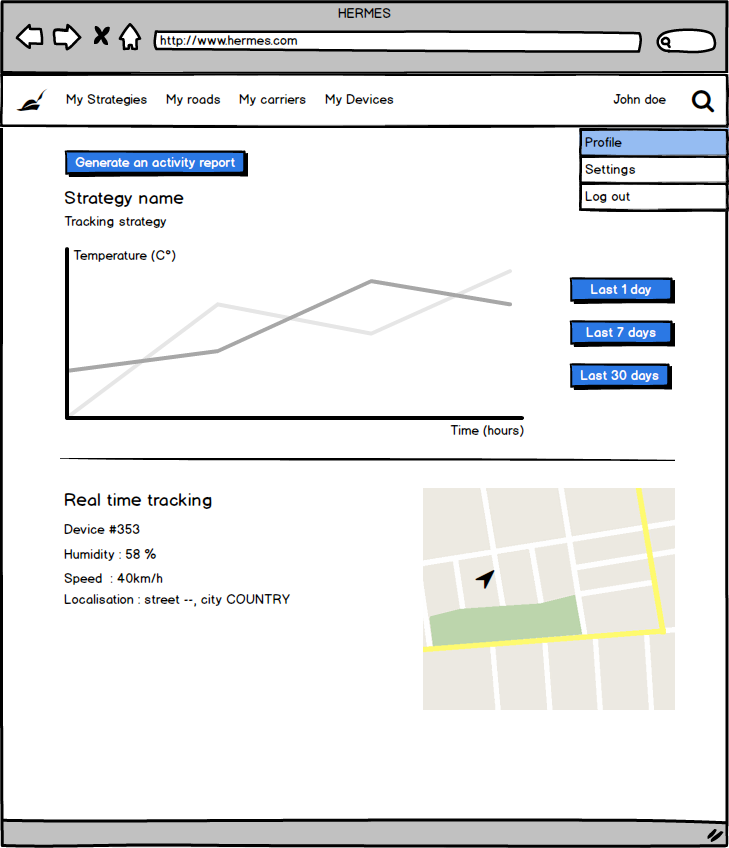 HERMES
http://www.hermes.com
My Strategies My roads My carriers My Devices John doe
Profile
Settings
Log out
Generate an activity report
Strategy name
Tracking strategy
Temperature (C°)
Last 1 day
Last 7 days
Last 30 days
Time (hours)
Real time tracking
Device #353
Humidity : 58 %
Speed : 40km/h
Localisation : street --, city COUNTRY